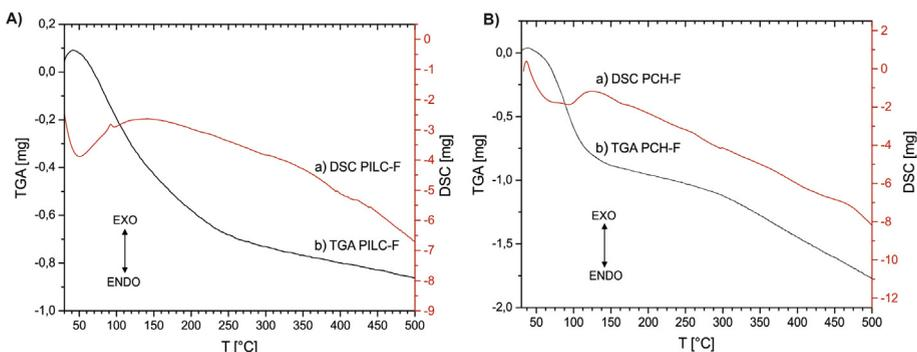 A)
0,2
0,0
-0,2
-0,4
-0,6
-0,8
-1,0
TGA [mg]
50 100 150 200 250 300 350 400 450 500
T [°C]
0
-1
-2
-3
-4
-5
-6
-7
-8
-9
DSC [mg]
a) DSC PILC-F
b) TGA PILC-F
EXO
ENDO
B)
0,0
-0,5
-1,0
-1,5
-2,0
TGA [mg]
50 100 150 200 250 300 350 400 450 500
T [°C]
2
0
-2
-4
-6
-8
-10
-12
DSC [mg]
a) DSC PCH-F
b) TGA PCH-F
EXO
ENDO